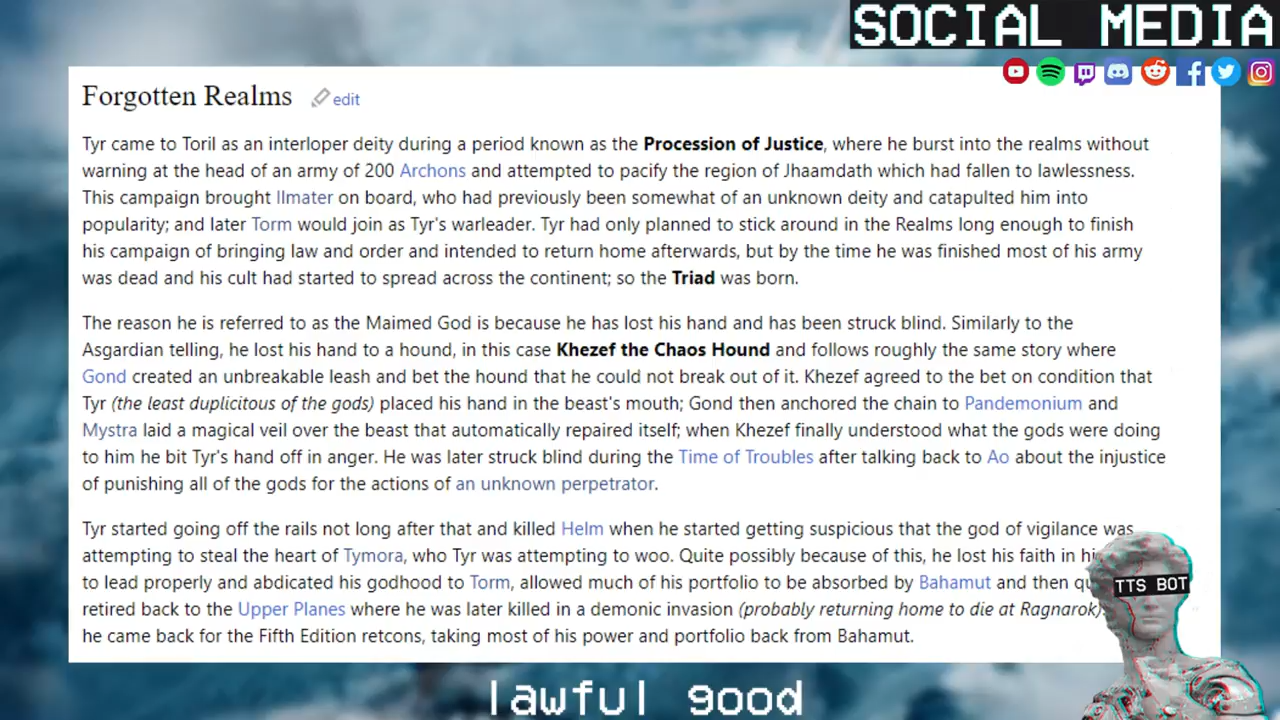 SOCIAL MEDIA
Forgotten Realms edit
Tyr came to Toril as an interloper deity during a period known as the Procession of Justice, where he burst into the realms without
warning at the head of an army of 200 Archons and attempted to pacify the region of Jhaamdath which had fallen to lawlessness.
This campaign brought Ilmater on board, who had previously been somewhat of an unknown deity and catapulted him into
popularity; and later Torm would join as Tyr's warleader. Tyr had only planned to stick around in the Realms long enough to finish
his campaign of bringing law and order and intended to return home afterwards, but by the time he was finished most of his army
was dead and his cult had started to spread across the continent; so the Triad was born.
The reason he is referred to as the Maimed God is because he has lost his hand and has been struck blind. Similarly to the
Asgardian telling, he lost his hand to a hound, in this case Khezef the Chaos Hound and follows roughly the same story where
Gond created an unbreakable leash and bet the hound that he could not break out of it. Khezef agreed to the bet on condition that
Tyr (the least duplicitous of the gods) placed his hand in the beast's mouth; Gond then anchored the chain to Pandemonium and
Mystra laid a magical veil over the beast that automatically repaired itself; when Khezef finally understood what the gods were doing
to him he bit Tyr's hand off in anger. He was later struck blind during the Time of Troubles after talking back to Ao about the injustice
of punishing all of the gods for the actions of an unknown perpetrator.
Tyr started going off the rails not long after that and killed Helm when he started getting suspicious that the god of vigilance was
attempting to steal the heart of Tymora, who Tyr was attempting to woo. Quite possibly because of this, he lost his faith in
to lead properly and abdicated his godhood to Torm, allowed much of his portfolio to be absorbed by Bahamut and then
retired back to the Upper Planes where he was later killed in a demonic invasion (probably returning home to die at Ragnarok)
he came back for the Fifth Edition retcons, taking most of his power and portfolio back from Bahamut.
TTS BOT
lawful good